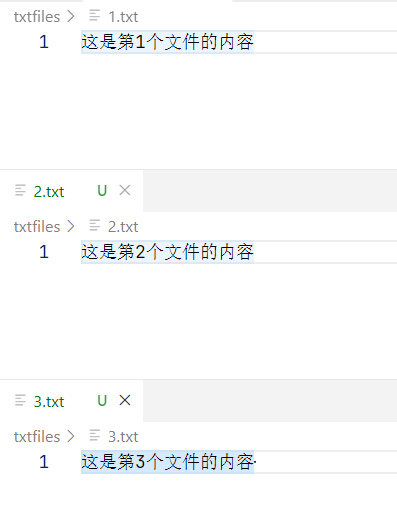 txtfiles > 1.txt
1 这是第1个文件的内容
2.txt U ×
txtfiles > 2.txt
1 这是第2个文件的内容
3.txt U ×
txtfiles > 3.txt
1 这是第3个文件的内容